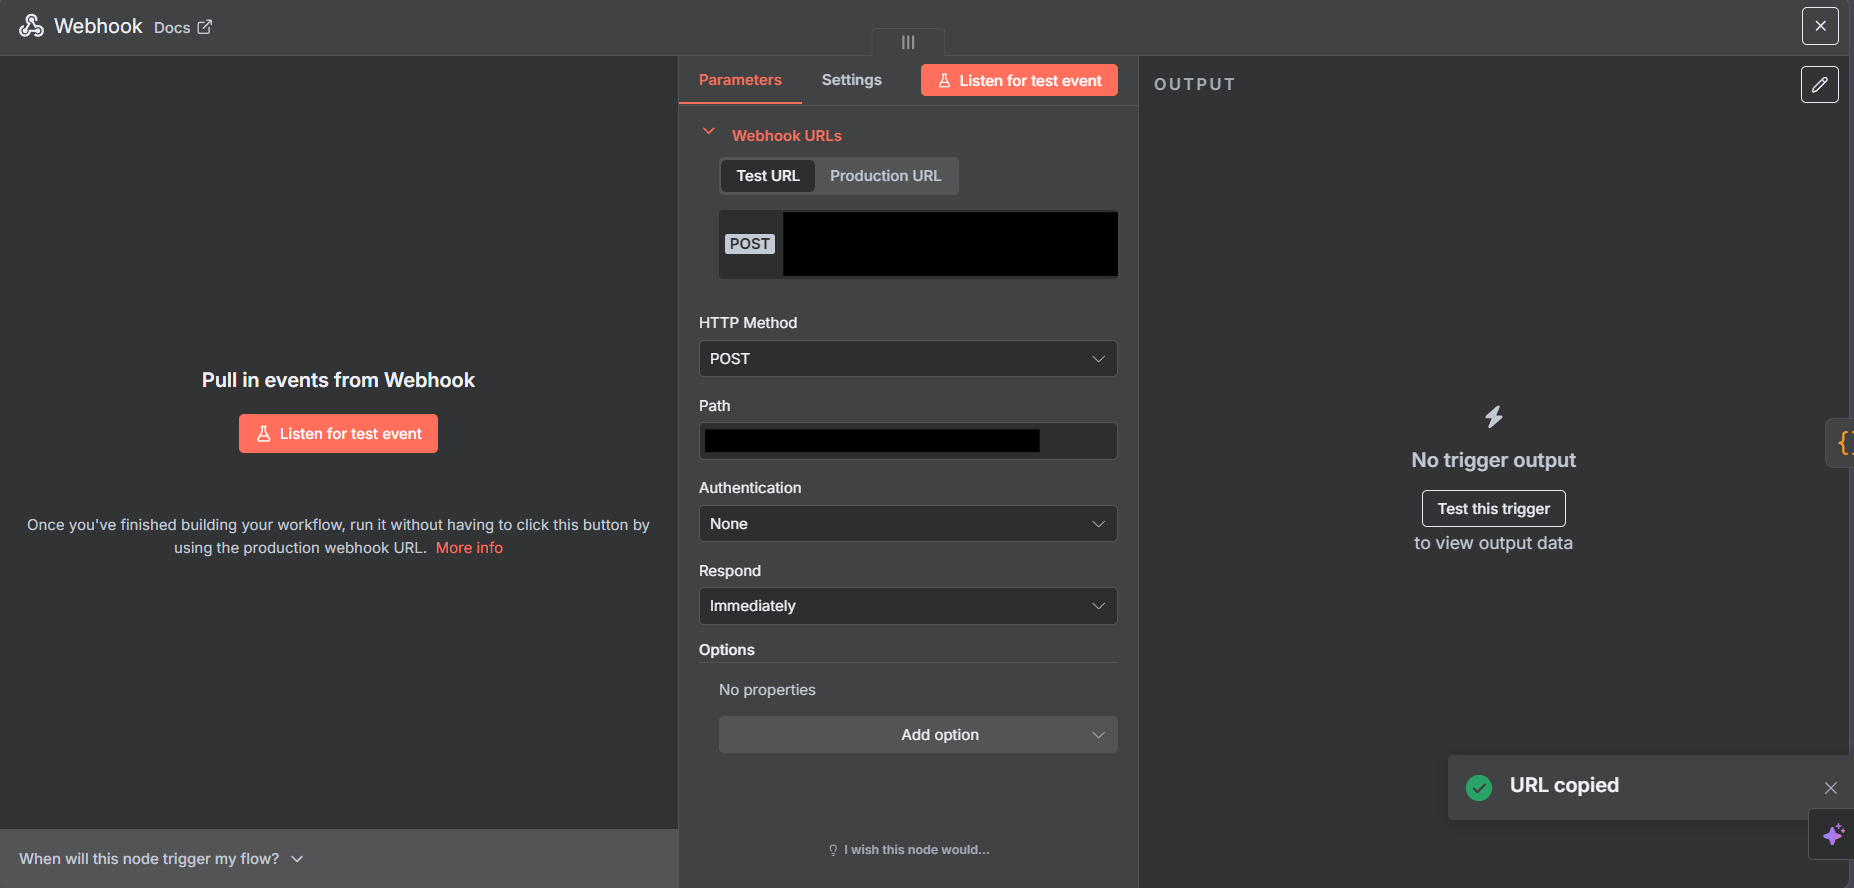 Webhook Docs
Parameters Settings Listen for test event
OUTPUT
Webhook URLs
Test URL Production URL
POST
HTTP Method
POST
Path
Authentication
None
Respond
Immediately
Options
No properties
Add option
I wish this node would...
Pull in events from Webhook
Listen for test event
Once you've finished building your workflow, run it without having to click this button by
using the production webhook URL. More info
When will this node trigger my flow?
No trigger output
Test this trigger
to view output data
URL copied